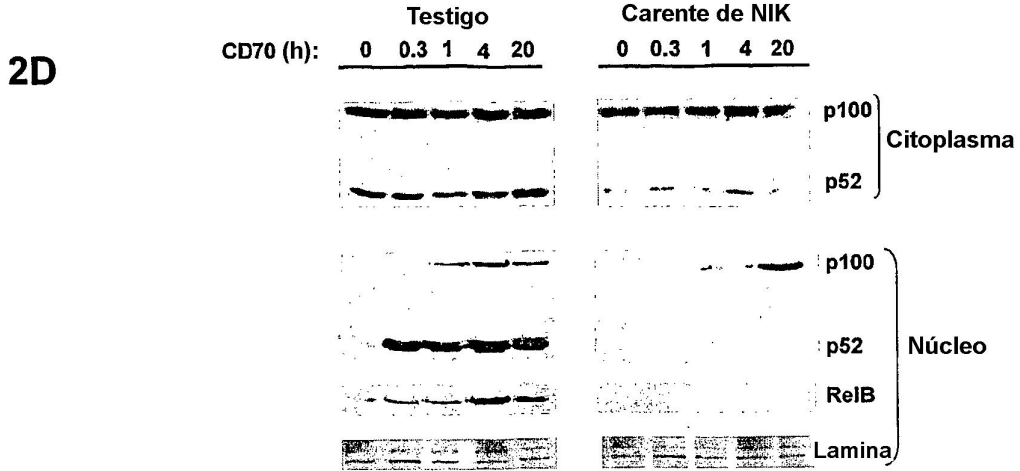 Testigo Carente de NIK
2D
CD70 (h): 0 0.3 1 4 20 0 0.3 1 4 20
p100
Citoplasma
p52
p100
p52
Núcleo
RelB
Lamina